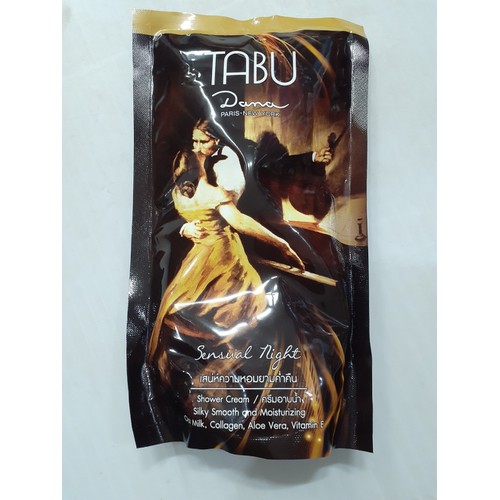 TABU
Dana
PARIS-NEW YORK
Sensual Night
เสน่ห์ความหอมยามค่ำคืน
Shower Cream / ครีมอาบน้ำ
Silky Smooth and Moisturizing
Milk, Collagen, Aloe Vera, Vitamin E